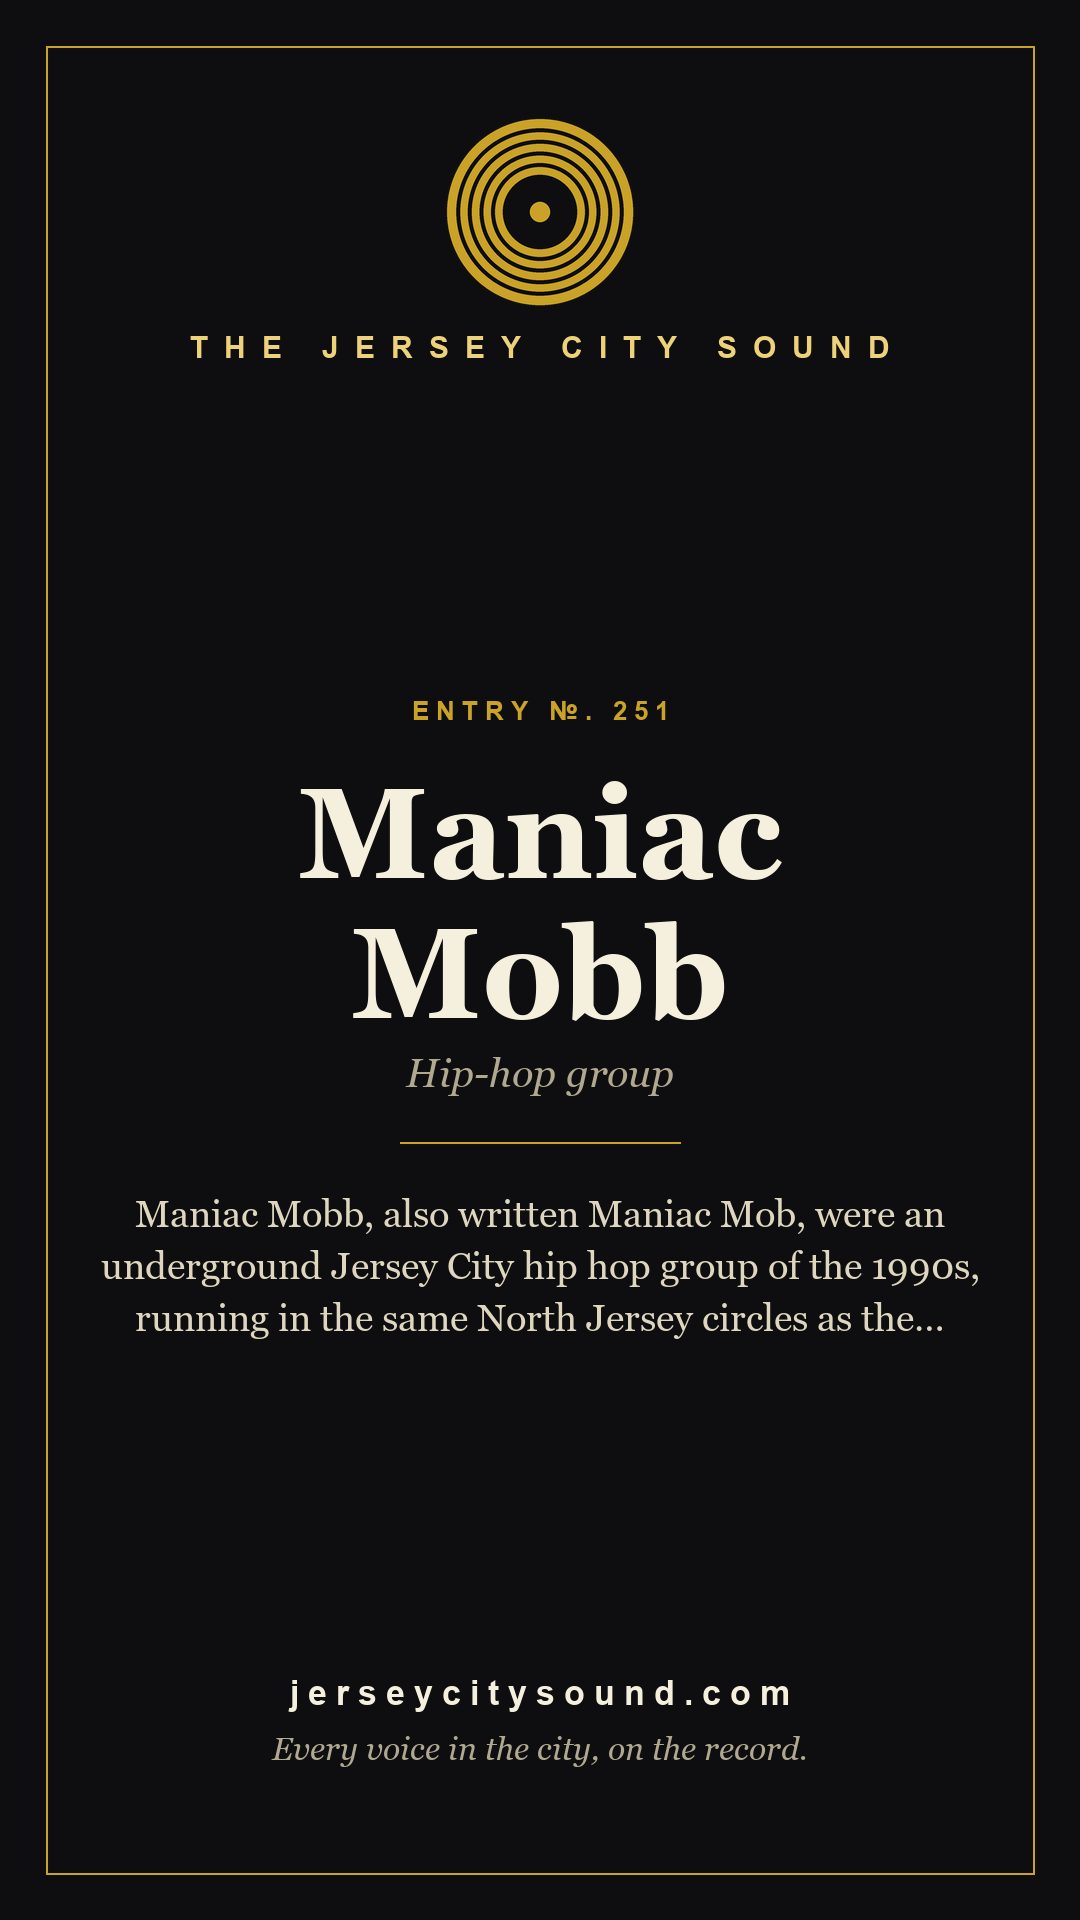 THE JERSEY CITY SOUND
ENTRY №. 251
Maniac
Mobb
Hip-hop group
Maniac Mobb, also written Maniac Mob, were an
underground Jersey City hip hop group of the 1990s,
running in the same North Jersey circles as the...
jerseycitysound.com
Every voice in the city, on the record.